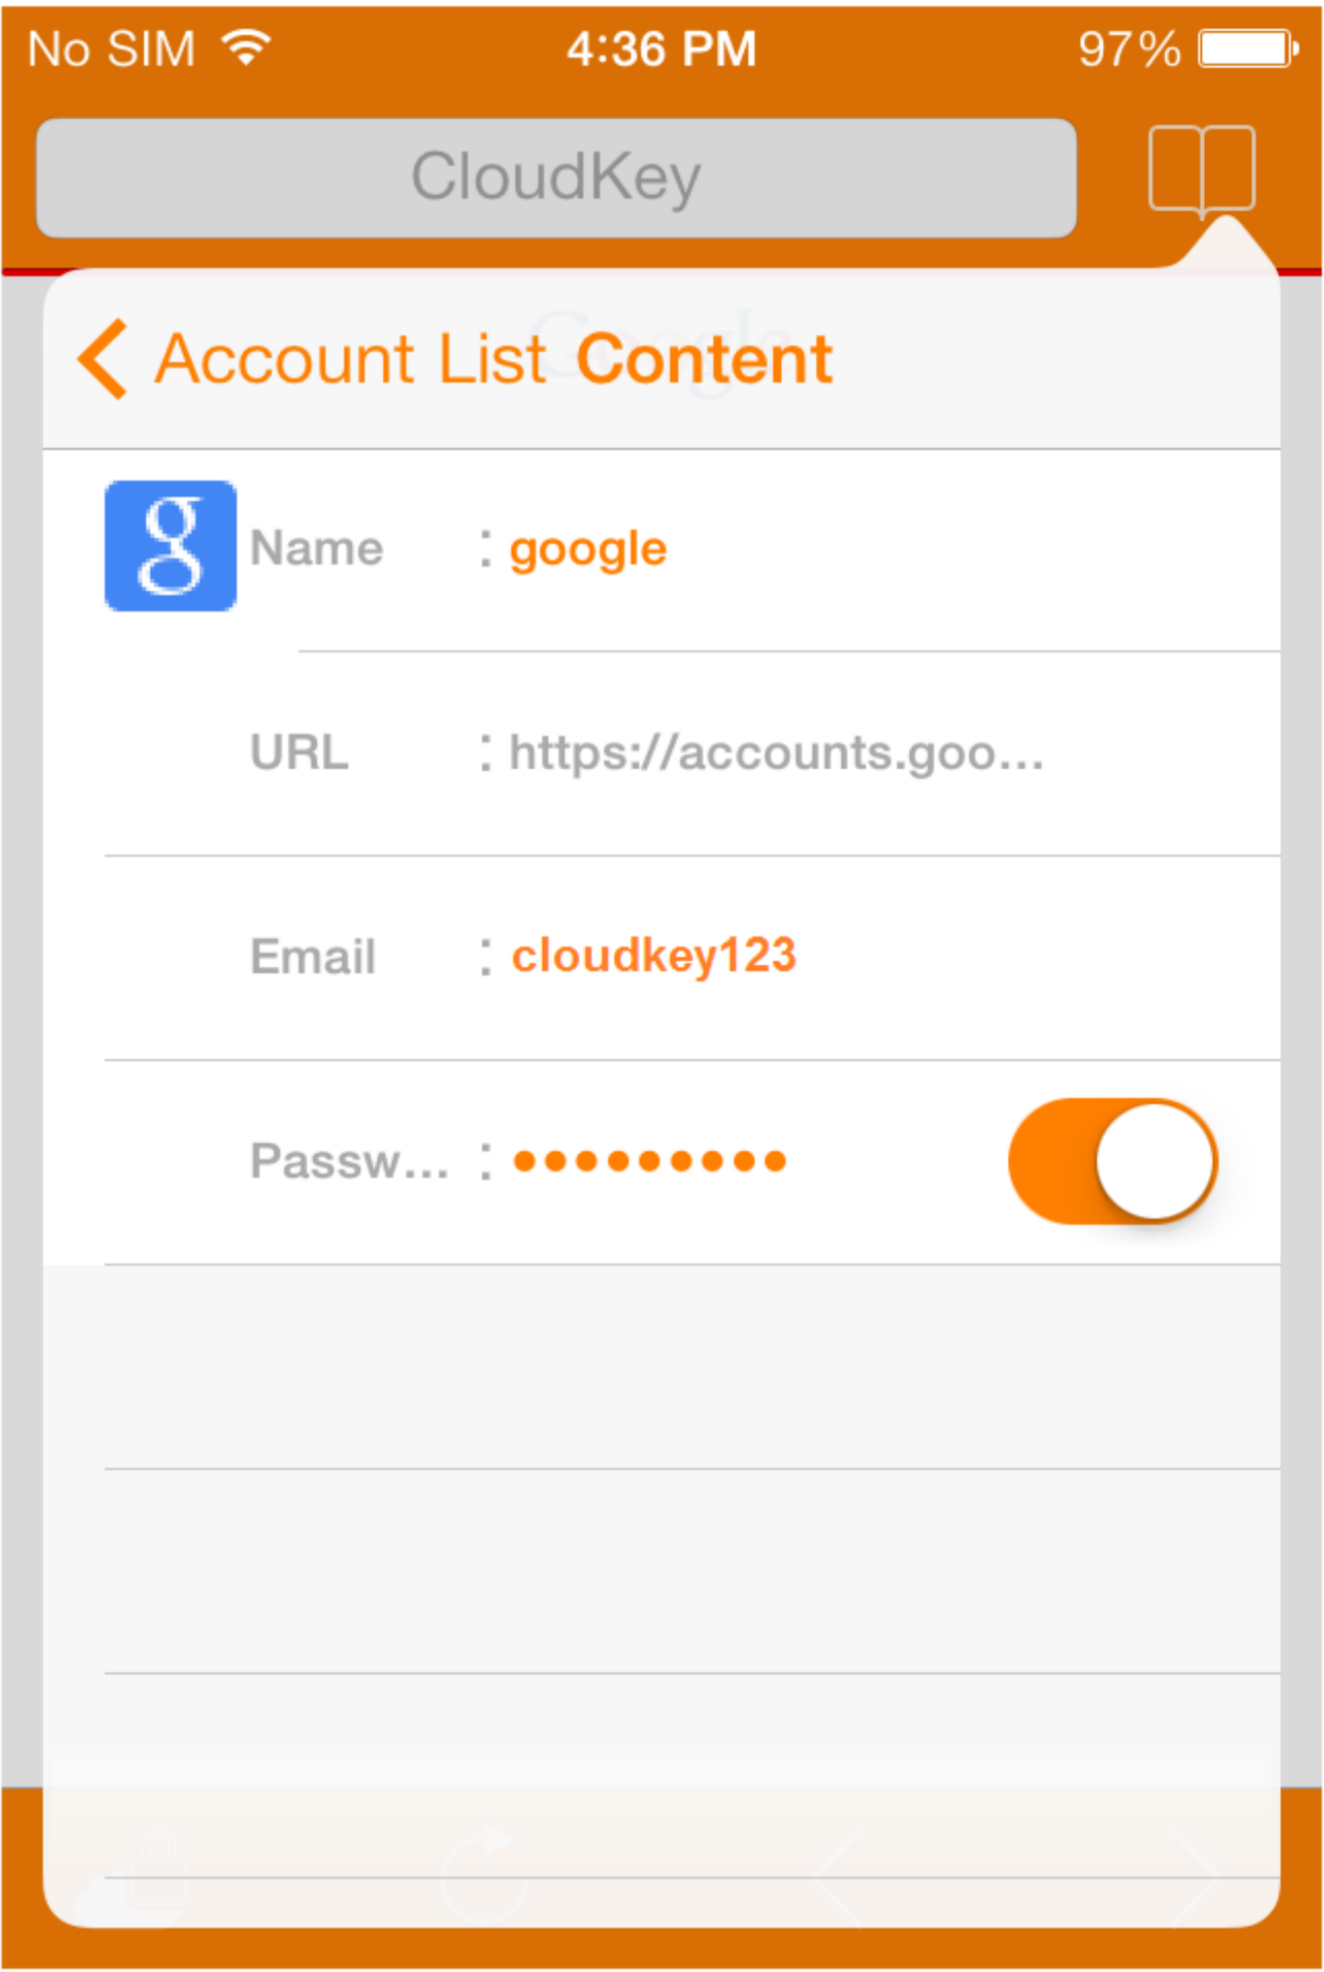 No SIM 4:36 PM 97%
CloudKey
Google
Account List Content
g Name : google
URL : https://accounts.goo...
Email : cloudkey123
Passw... : •••••••••